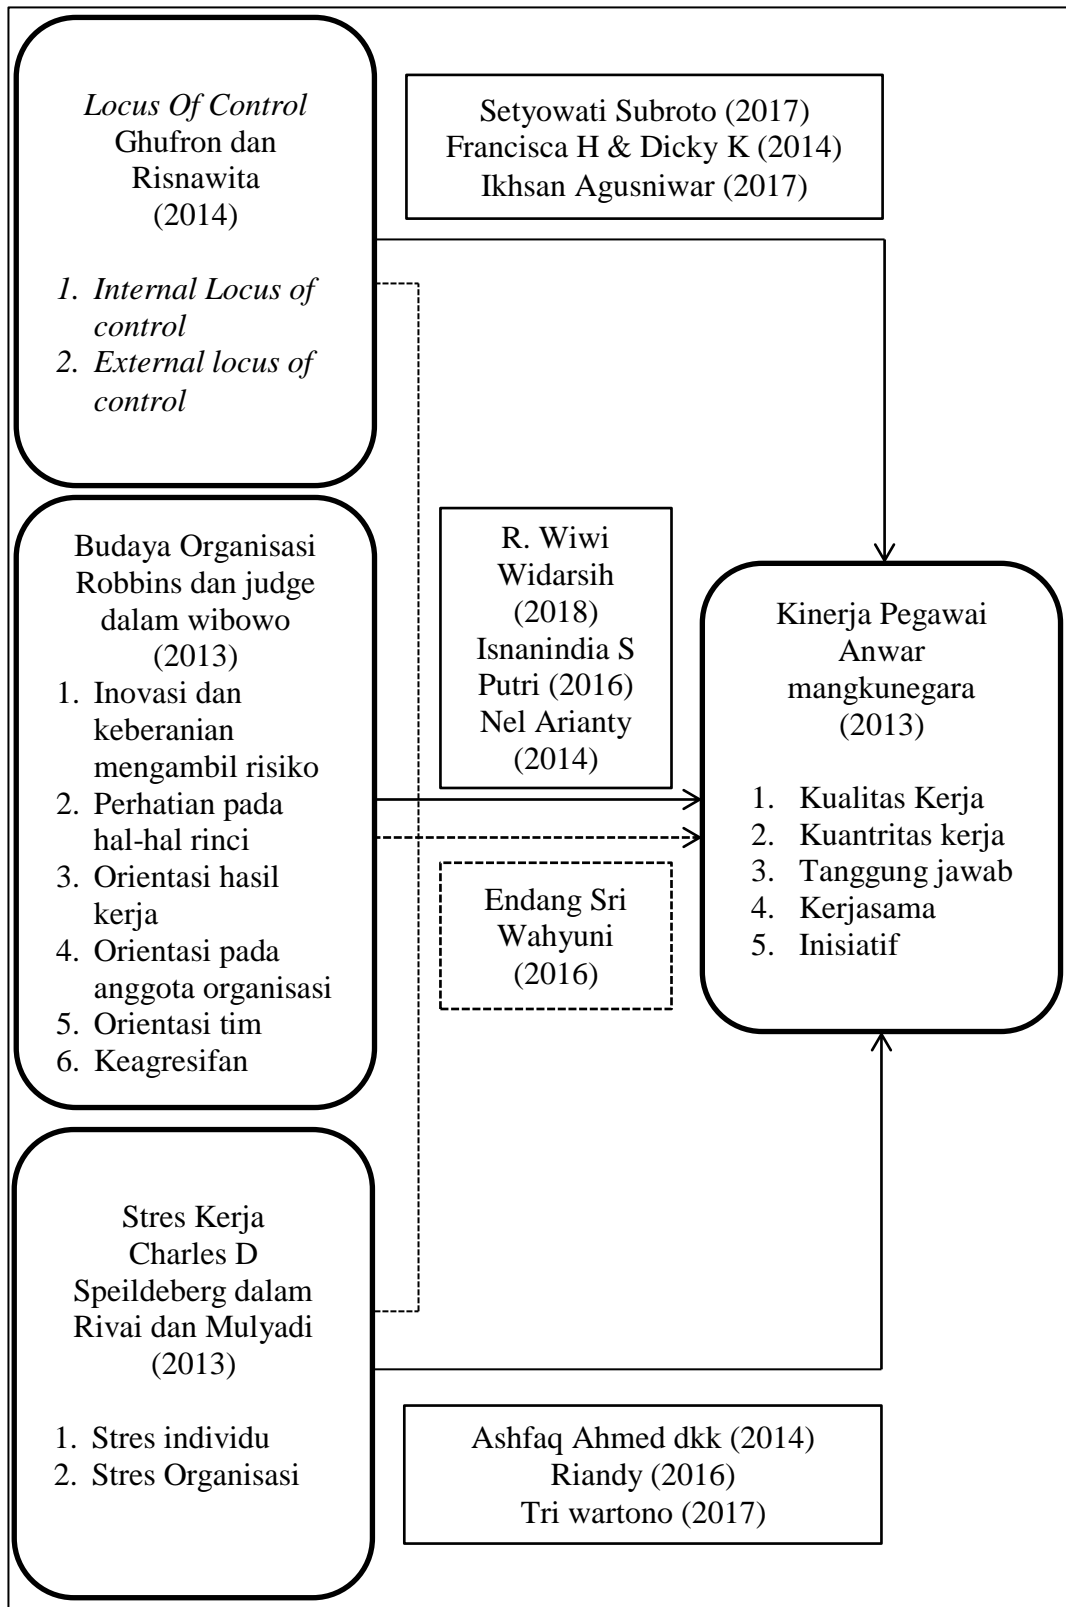 Locus Of Control
Ghufron dan
Risnawita
(2014)
1. Internal Locus of
control
2. External locus of
control
Setyowati Subroto (2017)
Francisca H & Dicky K (2014)
Ikhsan Agusniwar (2017)
Budaya Organisasi
Robbins dan judge
dalam wibowo
(2013)
1. Inovasi dan
keberanian
mengambil risiko
2. Perhatian pada
hal-hal rinci
3. Orientasi hasil
kerja
4. Orientasi pada
anggota organisasi
5. Orientasi tim
6. Keagresifan
R. Wiwi
Widarsih
(2018)
Isnanindia S
Putri (2016)
Nel Arianty
(2014)
Endang Sri
Wahyuni
(2016)
Kinerja Pegawai
Anwar
mangkunegara
(2013)
1. Kualitas Kerja
2. Kuantritas kerja
3. Tanggung jawab
4. Kerjasama
5. Inisiatif
Stres Kerja
Charles D
Speildeberg dalam
Rivai dan Mulyadi
(2013)
1. Stres individu
2. Stres Organisasi
Ashfaq Ahmed dkk (2014)
Riandy (2016)
Tri wartono (2017)